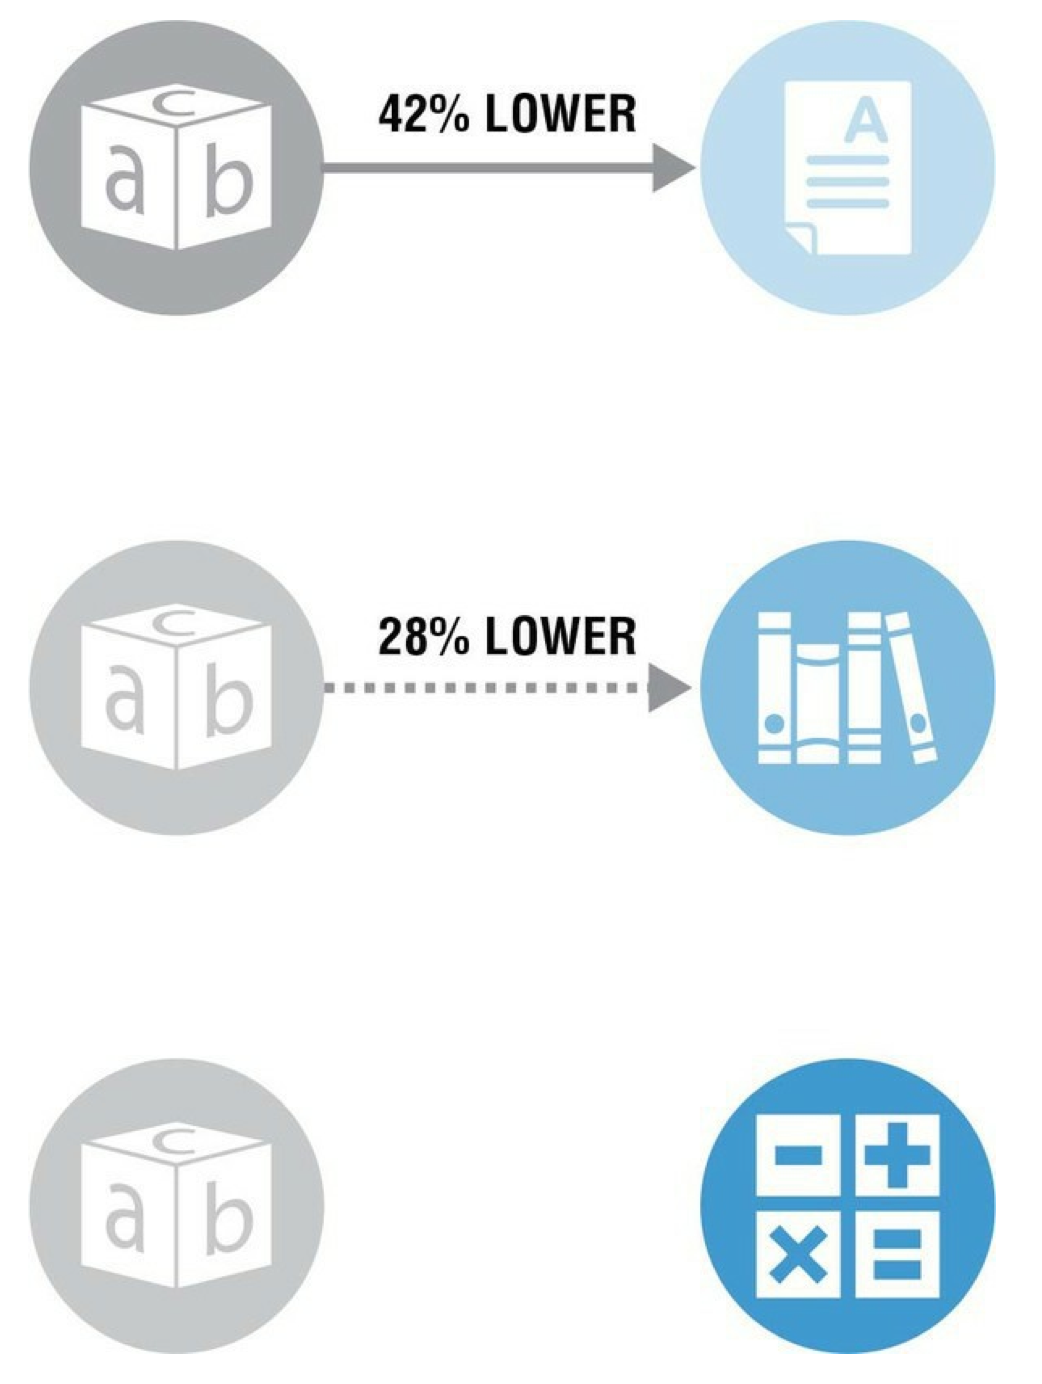 c
a b
42% LOWER
A
c
a b
28% LOWER
c
a b
- +
× =